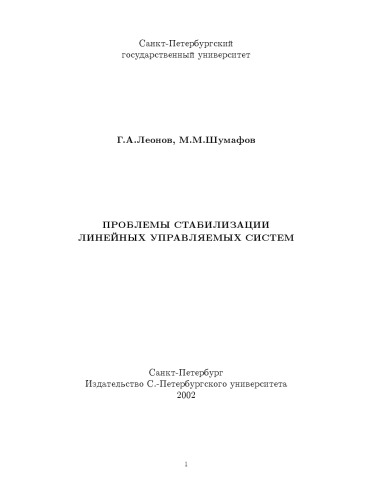 Санкт-Петербургский
государственный университет
Г.А.Леонов, М.М.Шумафов
ПРОБЛЕМЫ СТАБИЛИЗАЦИИ
ЛИНЕЙНЫХ УПРАВЛЯЕМЫХ СИСТЕМ
Санкт-Петербург
Издательство С.-Петербургского университета
2002
1